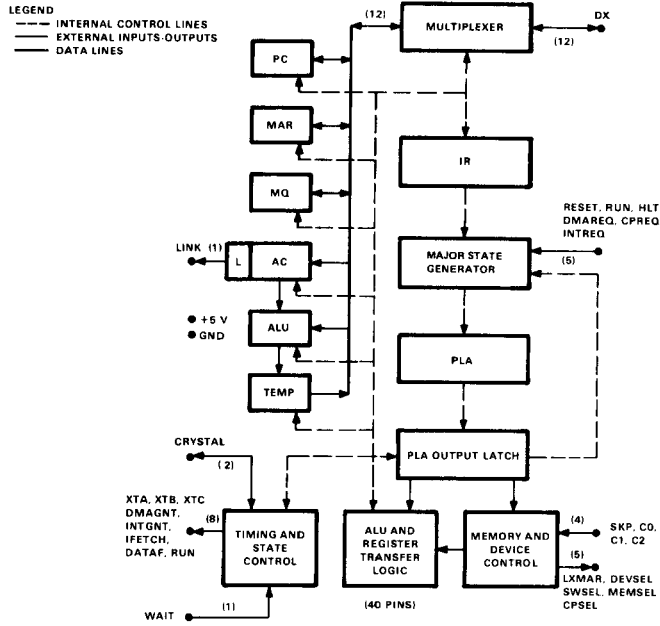 LEGEND
INTERNAL CONTROL LINES
EXTERNAL INPUTS-OUTPUTS
DATA LINES
(12)
MULTIPLEXER
DX
(12)
PC
MAR
IR
MQ
RESET, RUN, HLT
DMAREQ, CPREQ
INTREQ
(5)
LINK (1)
L
AC
MAJOR STATE
GENERATOR
+5 V
GND
ALU
PLA
TEMP
CRYSTAL
(2)
PLA OUTPUT LATCH
XTA, XTB, XTC
DMAGNT,
INTGNT,
IFETCH,
DATAF, RUN
(8)
TIMING AND
STATE
CONTROL
ALU AND
REGISTER
TRANSFER
LOGIC
MEMORY AND
DEVICE
CONTROL
(4)
SKP, C0,
C1, C2
(5)
LXMAR, DEVSEL
SWSEL, MEMSEL
CPSEL
WAIT
(1)
(40 PINS)